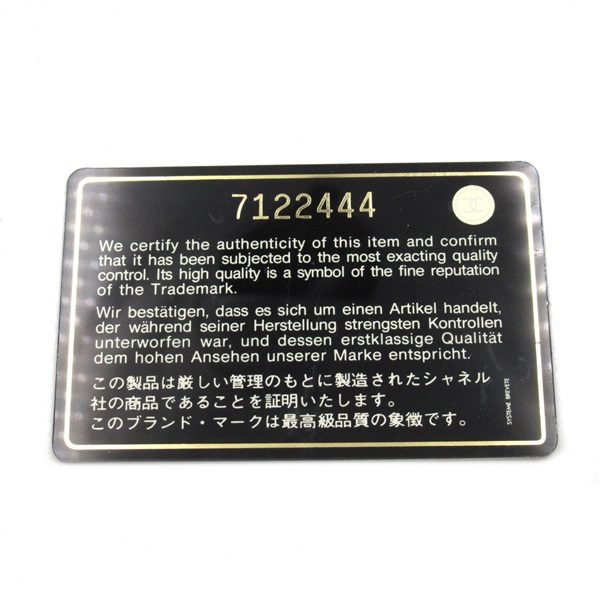 7122444
We certify the authenticity of this item and confirm
that it has been subjected to the most exacting quality
control. Its high quality is a symbol of the fine reputation
of the Trademark.
Wir bestätigen, dass es sich um einen Artikel handelt,
der während seiner Herstellung strengsten Kontrollen
unterworfen war, und dessen erstklassige Qualität
dem hohen Ansehen unserer Marke entspricht.
この製品は厳しい管理のもとに製造されたシャネル
社の商品であることを証明いたします。
このブランド・マークは最高級品質の象徴です。
SYSTEME BREVETE